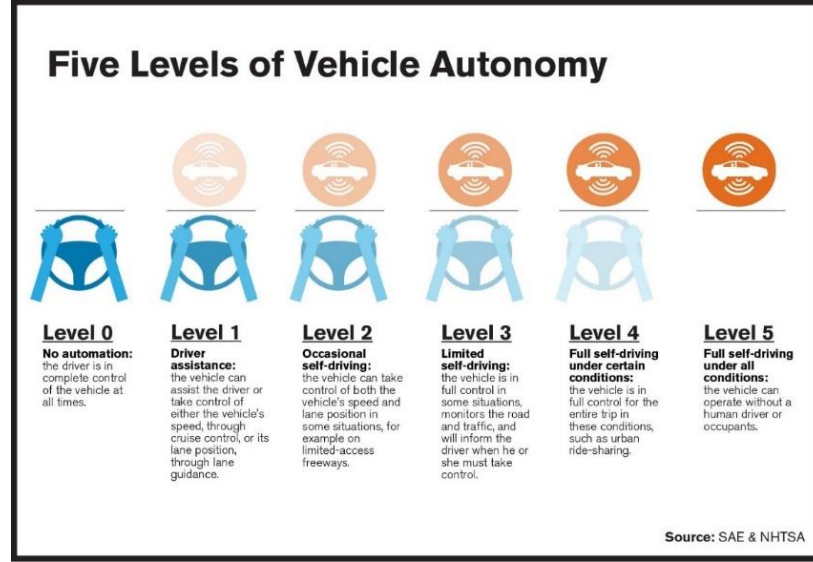 Five Levels of Vehicle Autonomy
Level 0
No automation:
the driver is in
complete control
of the vehicle at
all times.
Level 1
Driver
assistance:
the vehicle can
assist the driver or
take control of
either the vehicle's
speed, through
cruise control, or its
lane position,
through lane
guidance.
Level 2
Occasional
self-driving:
the vehicle can take
control of both the
vehicle's speed and
lane position in
some situations, for
example on
limited-access
freeways.
Level 3
Limited
self-driving:
the vehicle is in
full control in
some situations,
monitors the road
and traffic, and
will inform the
driver when he or
she must take
control.
Level 4
Full self-driving
under certain
conditions:
the vehicle is in
full control for the
entire trip in
these conditions,
such as urban
ride-sharing.
Level 5
Full self-driving
under all
conditions:
the vehicle can
operate without a
human driver or
occupants.
Source: SAE & NHTSA